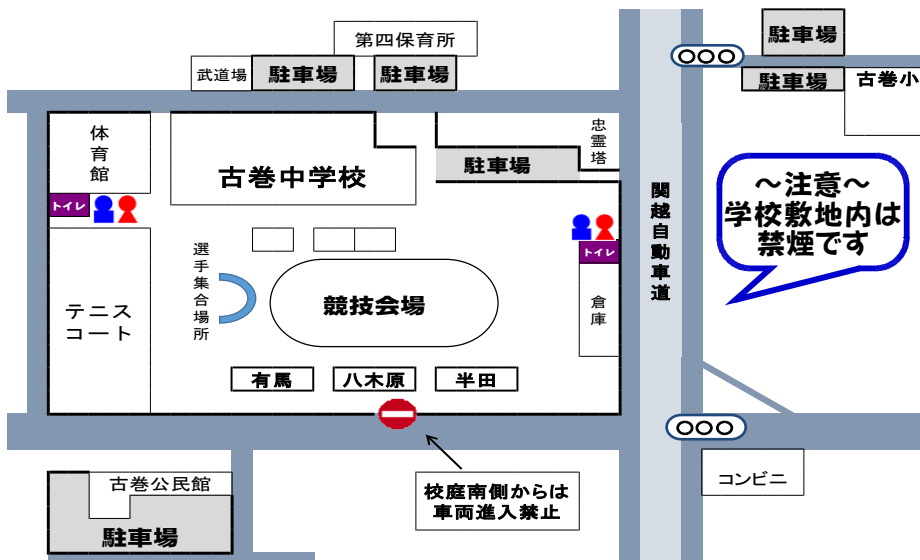 第四保育所
駐車場
武道場
駐車場
駐車場
駐車場
古巻小
体育館
忠霊塔
古巻中学校
駐車場
～注意～
学校敷地内は
禁煙です
関越自動車道
トイレ
トイレ
選手集合場所
競技会場
倉庫
テニス
コート
有馬
八木原
半田
古巻公民館
駐車場
校庭南側からは
車両進入禁止
コンビニ